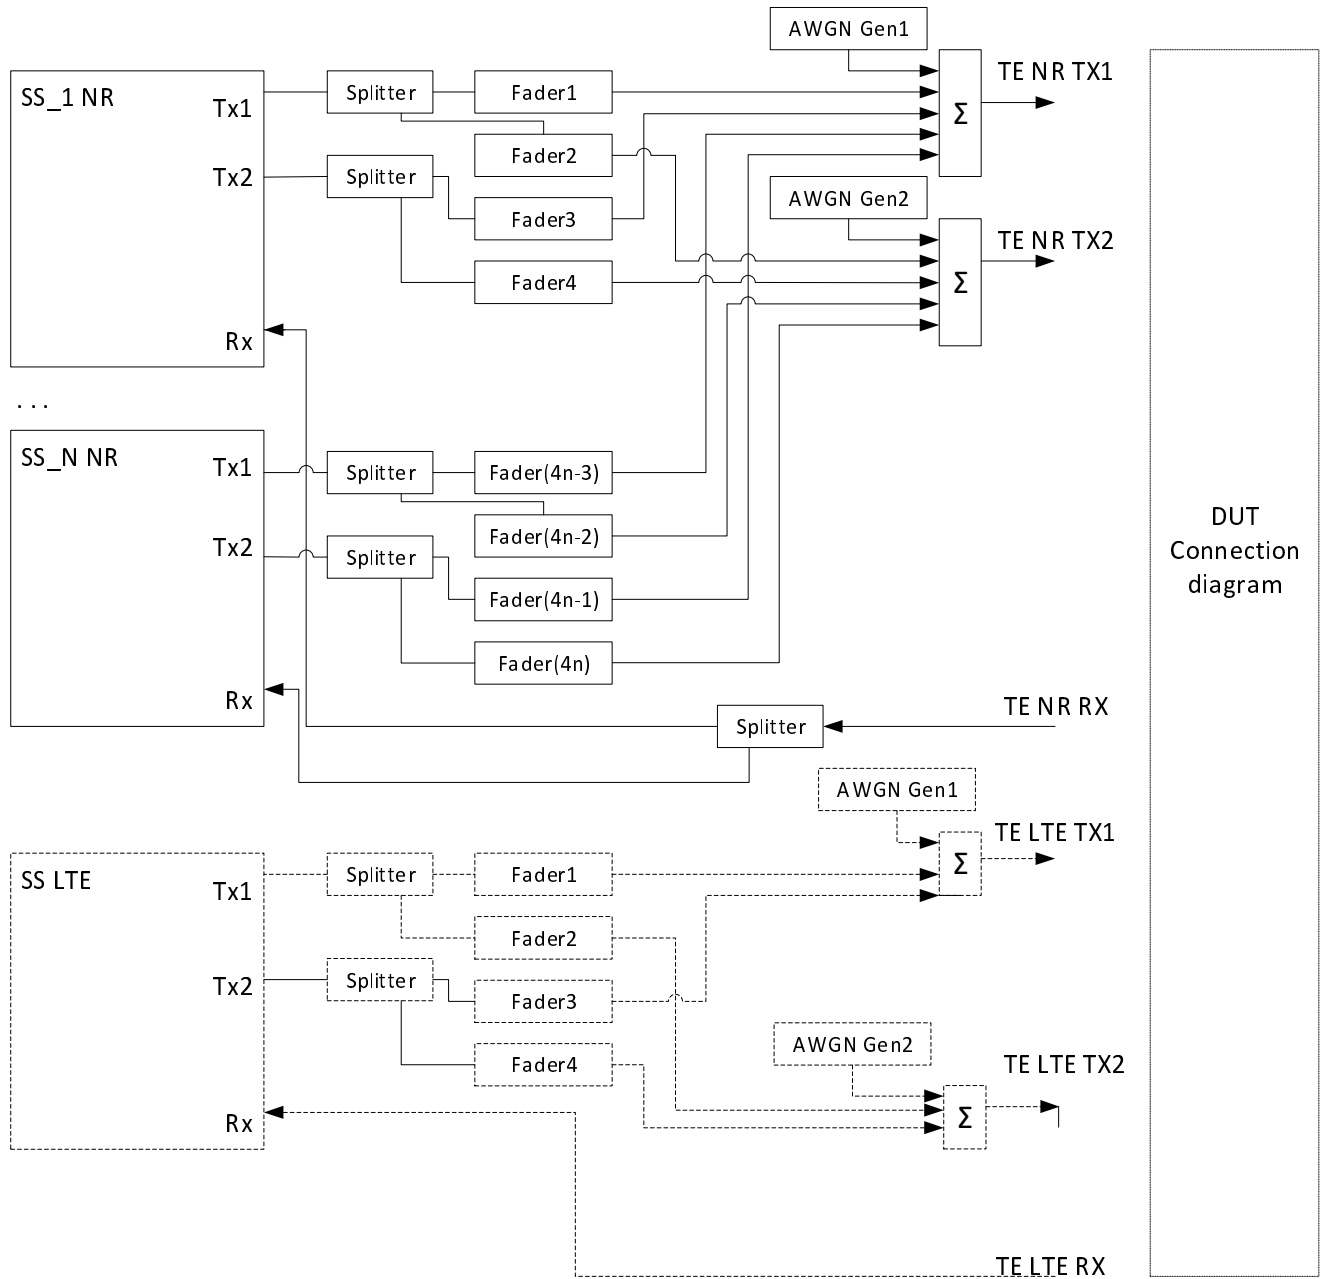 AWGN Gen1
TE NR TX1
SS_1 NR
Tx1
Splitter
Fader1
Σ
Fader2
Tx2
Splitter
AWGN Gen2
Fader3
TE NR TX2
Fader4
Σ
Rx
. . .
SS_N NR
Tx1
Splitter
Fader(4n-3)
Fader(4n-2)
Tx2
Splitter
Fader(4n-1)
Fader(4n)
Rx
DUT
Connection
diagram
TE NR RX
Splitter
AWGN Gen1
TE LTE TX1
SS LTE
Tx1
Splitter
Fader1
Σ
Fader2
Tx2
Splitter
Fader3
AWGN Gen2
Fader4
TE LTE TX2
Rx
Σ
TE LTE RX